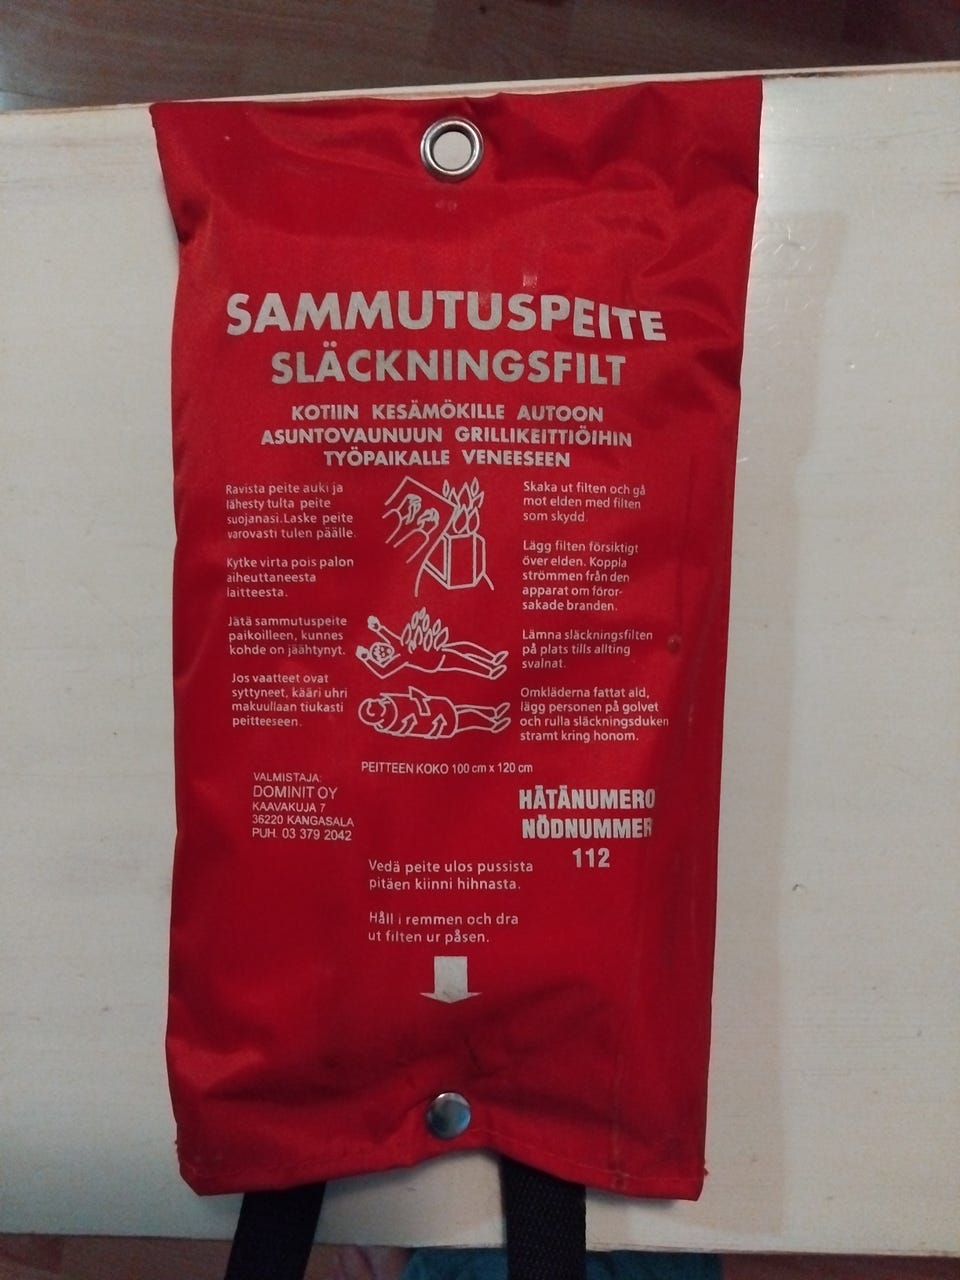 SAMMUTUSPEITE
SLÄCKNINGSFILT
KOTIIN KESÄMÖKILLE AUTOON
ASUNTOVAUNUUN GRILLIKEITTIÖIHIN
TYÖPAIKALLE VENEESEEN
Ravista peite auki ja
lähesty tulta peite
suojanasi.Laske peite
varovasti tulen päälle.
Kytke virta pois palon
aiheuttaneesta
laitteesta.
Jätä sammutuspeite
paikoilleen, kunnes
kohde on jäähtynyt.
Jos vaatteet ovat
syttyneet, kääri uhri
makuullaan tiukasti
peitteeseen.
Skaka ut filten och gå
mot elden med filten
som skydd.
Lägg filten försiktigt
över elden. Koppla
strömmen från den
apparat om föror-
sakade branden.
Lämna släckningsfilten
på plats tills allting
svalnat.
Omkläderna fattat ald,
lägg personen på golvet
och rulla släckningsduken
stramt kring honom.
PEITTEEN KOKO 100 cm x 120 cm
VALMISTAJA:
DOMINIT OY
KAAVAKUJA 7
36220 KANGASALA
PUH. 03 379 2042
HÄTÄNUMERO
NÖDNUMMER
112
Vedä peite ulos pussista
pitäen kiinni hihnasta.
Håll i remmen och dra
ut filten ur påsen.